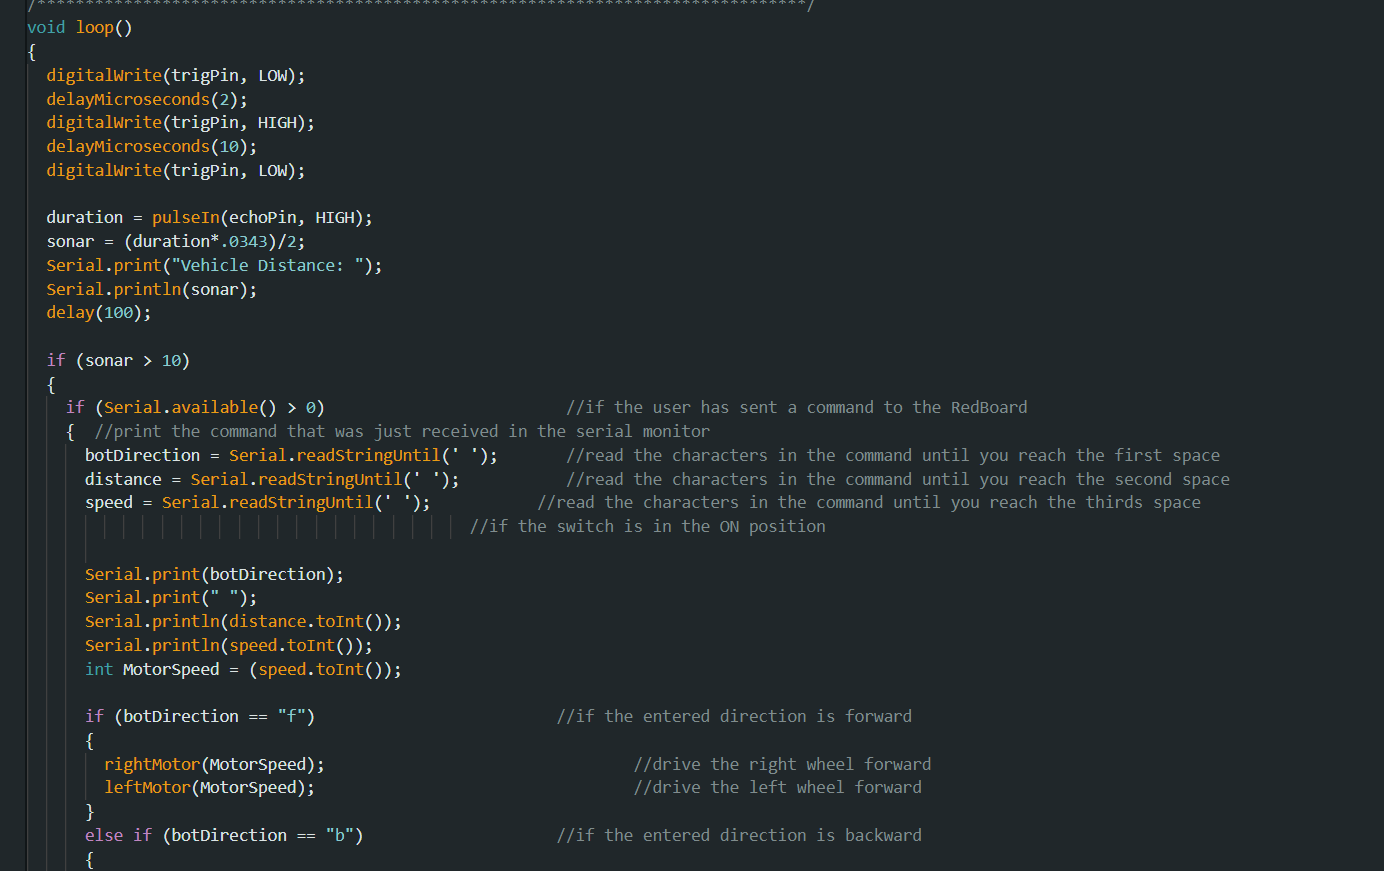 /********************************************************************************/
void loop()
{
digitalWrite(trigPin, LOW);
delayMicroseconds(2);
digitalWrite(trigPin, HIGH);
delayMicroseconds(10);
digitalWrite(trigPin, LOW);
duration = pulseIn(echoPin, HIGH);
sonar = (duration*.0343)/2;
Serial.print("Vehicle Distance: ");
Serial.println(sonar);
delay(100);
if (sonar > 10)
{
if (Serial.available() > 0) //if the user has sent a command to the RedBoard
{ //print the command that was just received in the serial monitor
botDirection = Serial.readStringUntil(' '); //read the characters in the command until you reach the first space
distance = Serial.readStringUntil(' '); //read the characters in the command until you reach the second space
speed = Serial.readStringUntil(' '); //read the characters in the command until you reach the thirds space
//if the switch is in the ON position
Serial.print(botDirection);
Serial.print(" ");
Serial.println(distance.toInt());
Serial.println(speed.toInt());
int MotorSpeed = (speed.toInt());
if (botDirection == "f") //if the entered direction is forward
{
rightMotor(MotorSpeed); //drive the right wheel forward
leftMotor(MotorSpeed); //drive the left wheel forward
}
else if (botDirection == "b") //if the entered direction is backward
{